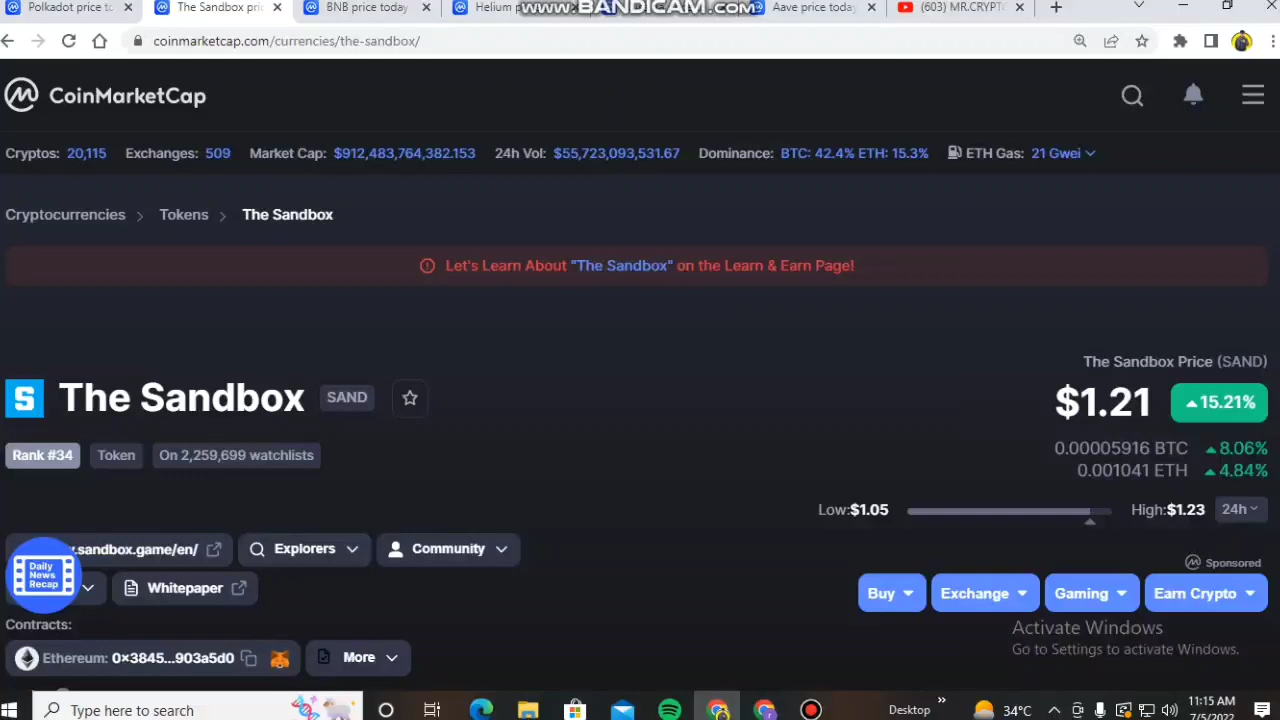 Polkadot price to
The Sandbox pri
BNB price today
Helium p
www.BANDICAM.com
Aave price today
(603) MR.CRYPT
coinmarketcap.com/currencies/the-sandbox/
CoinMarketCap
Cryptos: 20,115 Exchanges: 509 Market Cap: $912,483,764,382.153 24h Vol: $55,723,093,531.67 Dominance: BTC: 42.4% ETH: 15.3% ETH Gas: 21 Gwei
Cryptocurrencies > Tokens > The Sandbox
Let's Learn About "The Sandbox" on the Learn & Earn Page!
The Sandbox Price (SAND)
The Sandbox SAND
$1.21 15.21%
Rank #34 Token On 2,259,699 watchlists
0.00005916 BTC 8.06%
0.001041 ETH 4.84%
Low:$1.05 High:$1.23 24h
.sandbox.game/en/ Explorers Community
Daily
News
Recap
Whitepaper
Sponsored
Buy Exchange Gaming Earn Crypto
Contracts:
Ethereum: 0x3845...903a5d0 More
Activate Windows
Go to Settings to activate Windows.
Type here to search
Desktop
34°C
11:15 AM
7/5/2022